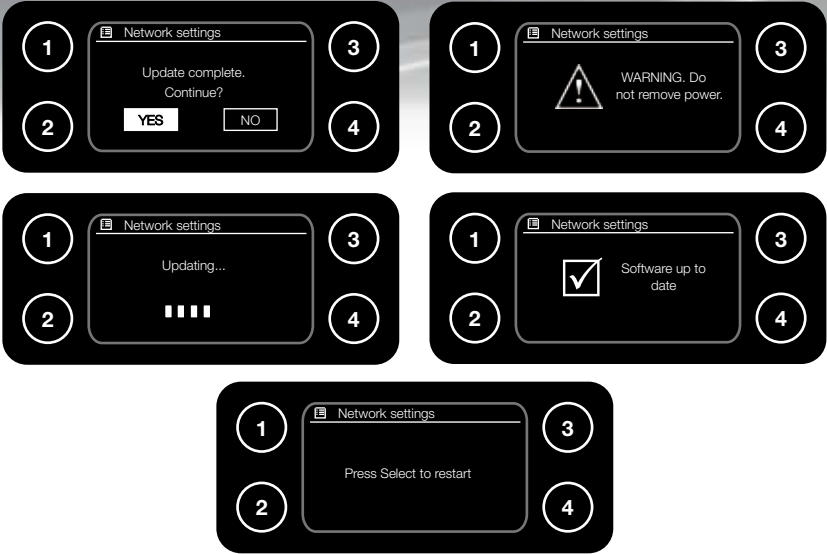 1
2
Network settings
Update complete.
Continue?
YES NO
3
4
1
2
Network settings
WARNING. Do
not remove power.
3
4
1
2
Network settings
Updating...
3
4
1
2
Network settings
Software up to
date
3
4
1
2
Network settings
Press Select to restart
3
4